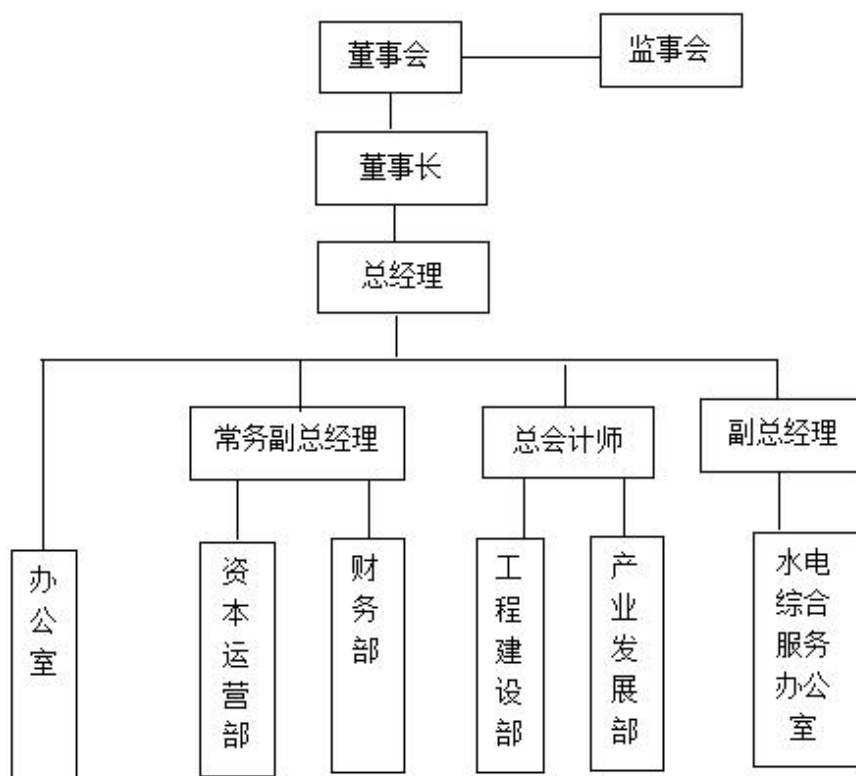 董事会
监事会
董事长
总经理
常务副总经理
总会计师
副总经理
办公室
资本运营部
财务部
工程建设部
产业发展部
水电
综合
服务
办公
室